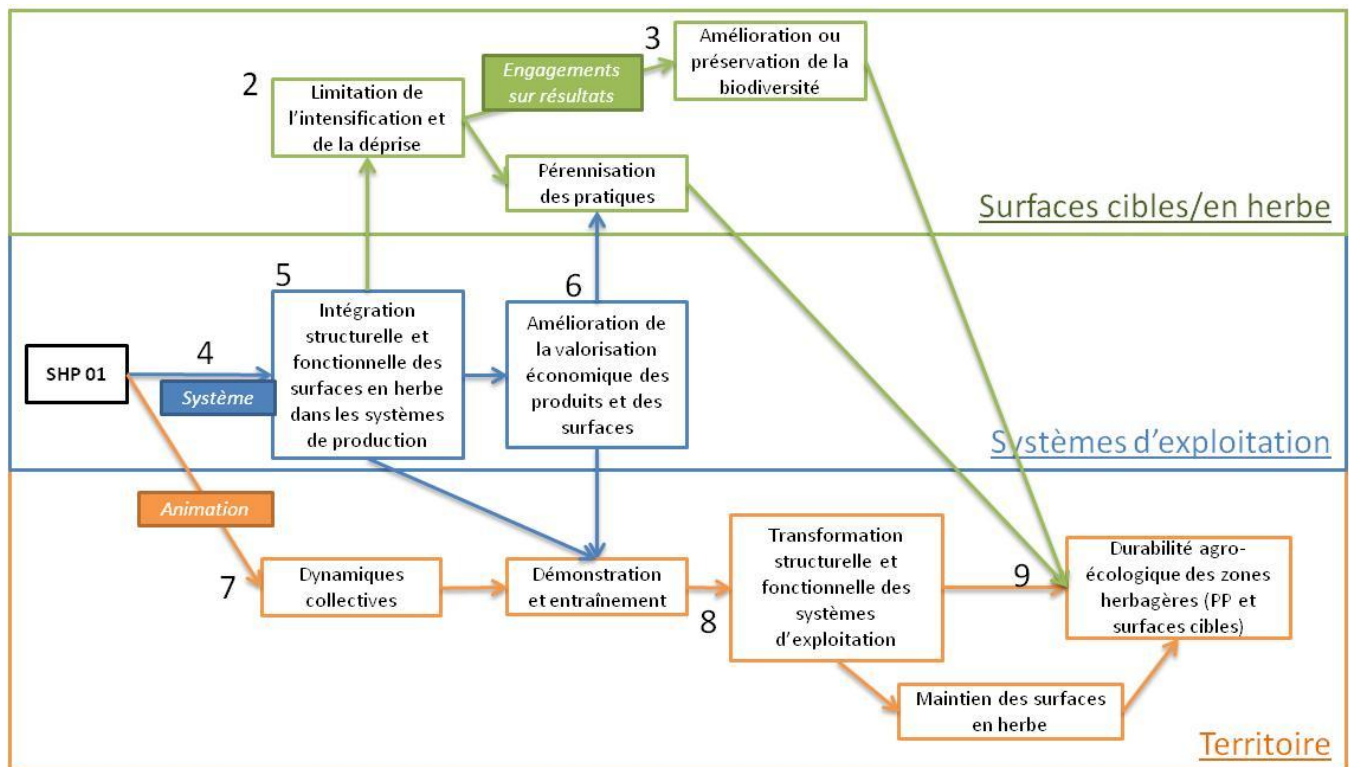 3
Amélioration ou
préservation de la
biodiversité
Engagements
sur résultats
2
Limitation de
l'intensification et
de la déprise
Pérennisation
des pratiques
Surfaces cibles/en herbe
5
Intégration
structurelle et
fonctionnelle des
surfaces en herbe
dans les systèmes
de production
6
Amélioration de
la valorisation
économique des
produits et des
surfaces
4
SHP 01
Système
Systèmes d'exploitation
Animation
7
Dynamiques
collectives
Démonstration
et entraînement
8
Transformation
structurelle et
fonctionnelle des
systèmes
d'exploitation
9
Durabilité agro-
écologique des zones
herbagères (PP et
surfaces cibles)
Maintien des surfaces
en herbe
Territoire